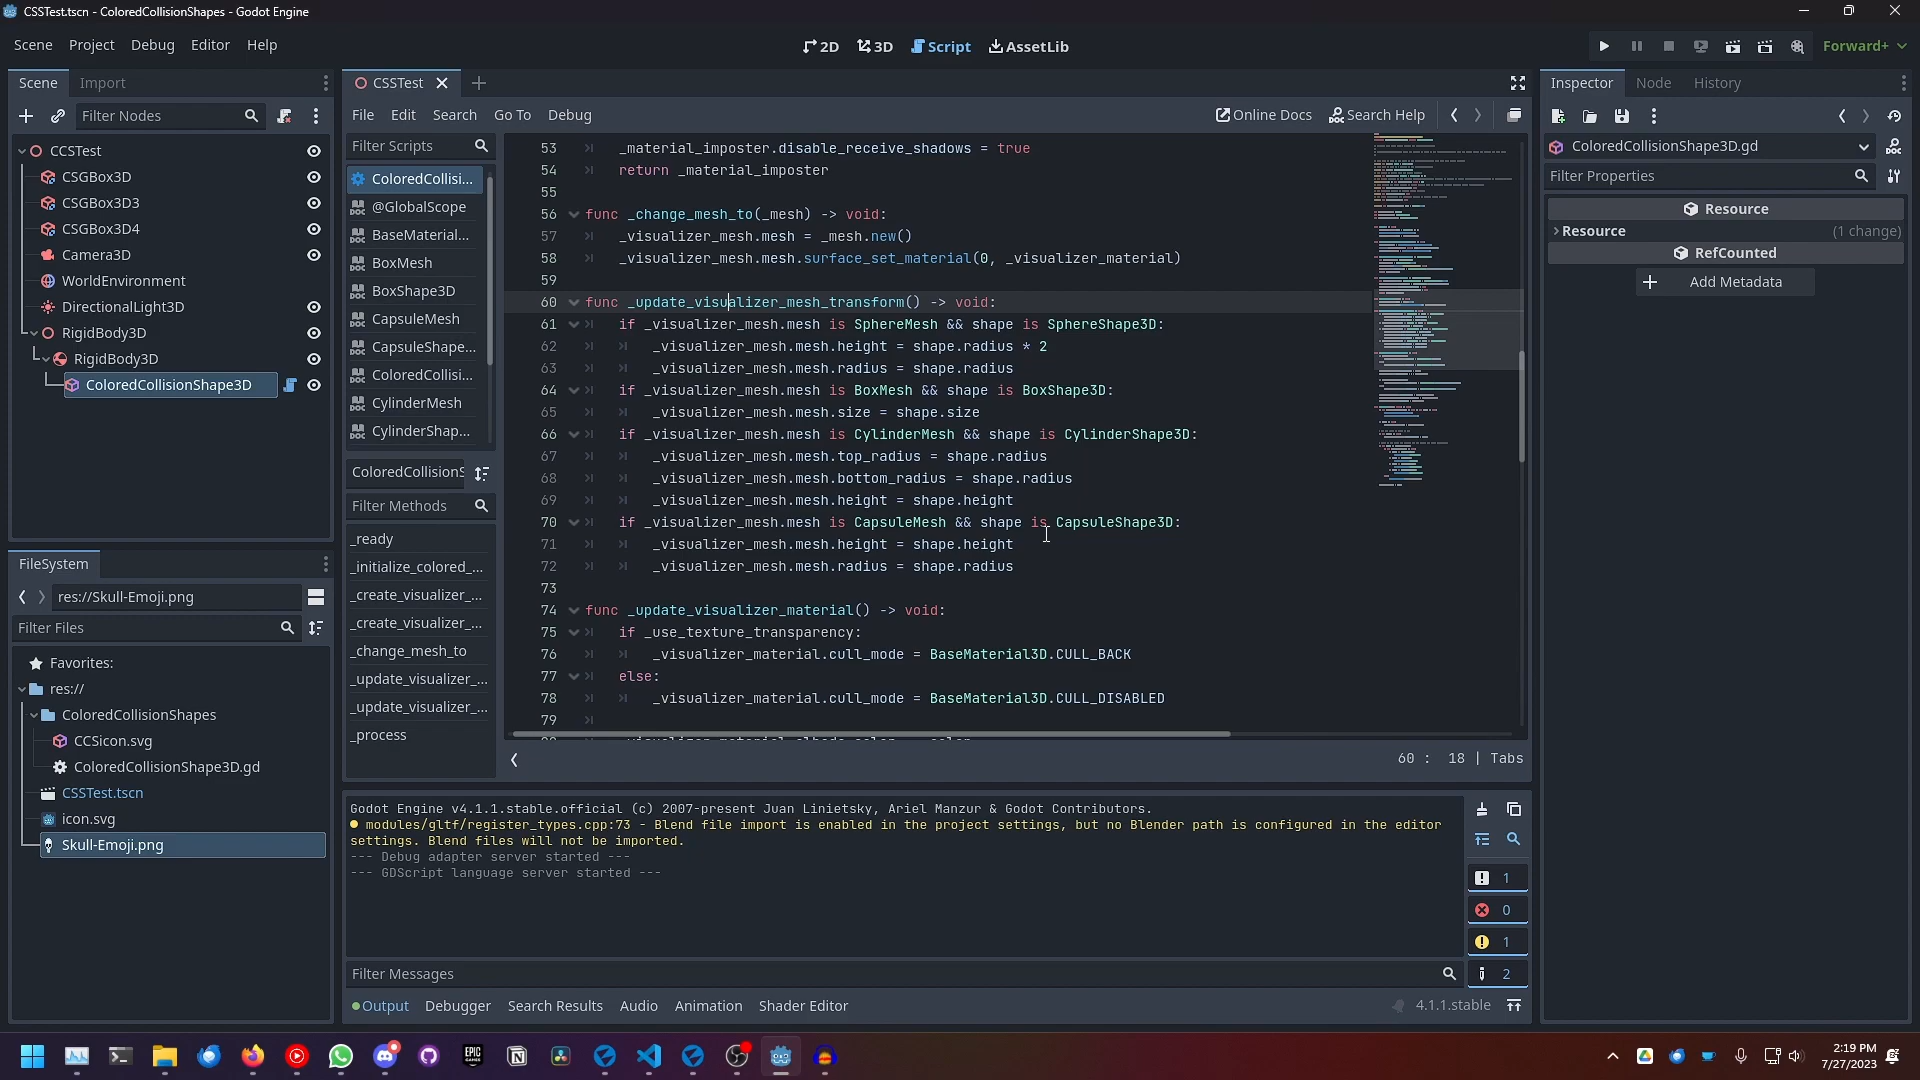 CSSTest.tscn - ColoredCollisionShapes - Godot Engine
Scene Project Debug Editor Help
2D 3D Script AssetLib
Forward+
Scene Import
Filter Nodes
CCSTest
CSGBox3D
CSGBox3D3
CSGBox3D4
Camera3D
WorldEnvironment
DirectionalLight3D
RigidBody3D
RigidBody3D
ColoredCollisionShape3D
FileSystem
res://Skull-Emoji.png
Filter Files
Favorites:
res://
ColoredCollisionShapes
CCSicon.svg
ColoredCollisionShape3D.gd
CSSTest.tscn
icon.svg
Skull-Emoji.png
CSSTest
File Edit Search Go To Debug
Online Docs Search Help
Filter Scripts
ColoredCollisi...
@GlobalScope
BaseMaterial...
BoxMesh
BoxShape3D
CapsuleMesh
CapsuleShape...
ColoredCollisi...
CylinderMesh
CylinderShap...
ColoredCollisionS
Filter Methods
_ready
_initialize_colored_...
_create_visualizer_...
_create_visualizer_...
_change_mesh_to
_update_visualizer_...
_update_visualizer_...
_process
53 _material_imposter.disable_receive_shadows = true
54 return _material_imposter
55
56 func _change_mesh_to(_mesh) -> void:
57 _visualizer_mesh.mesh = _mesh.new()
58 _visualizer_mesh.mesh.surface_set_material(0, _visualizer_material)
59
60 func _update_visualizer_mesh_transform() -> void:
61 if _visualizer_mesh.mesh is SphereMesh && shape is SphereShape3D:
62 _visualizer_mesh.mesh.height = shape.radius * 2
63 _visualizer_mesh.mesh.radius = shape.radius
64 if _visualizer_mesh.mesh is BoxMesh && shape is BoxShape3D:
65 _visualizer_mesh.mesh.size = shape.size
66 if _visualizer_mesh.mesh is CylinderMesh && shape is CylinderShape3D:
67 _visualizer_mesh.mesh.top_radius = shape.radius
68 _visualizer_mesh.mesh.bottom_radius = shape.radius
69 _visualizer_mesh.mesh.height = shape.height
70 if _visualizer_mesh.mesh is CapsuleMesh && shape is CapsuleShape3D:
71 _visualizer_mesh.mesh.height = shape.height
72 _visualizer_mesh.mesh.radius = shape.radius
73
74 func _update_visualizer_material() -> void:
75 if _use_texture_transparency:
76 _visualizer_material.cull_mode = BaseMaterial3D.CULL_BACK
77 else:
78 _visualizer_material.cull_mode = BaseMaterial3D.CULL_DISABLED
79
60 : 18 | Tabs
Godot Engine v4.1.1.stable.official (c) 2007-present Juan Linietsky, Ariel Manzur & Godot Contributors.
modules/gltf/register_types.cpp:73 - Blend file import is enabled in the project settings, but no Blender path is configured in the editor
settings. Blend files will not be imported.
--- Debug adapter server started ---
--- GDScript language server started ---
1
0
1
2
Filter Messages
Output Debugger Search Results Audio Animation Shader Editor
4.1.1.stable
Inspector Node History
ColoredCollisionShape3D.gd
Filter Properties
Resource
Resource (1 change)
RefCounted
Add Metadata
EPIC
GAMES
2:19 PM
7/27/2023